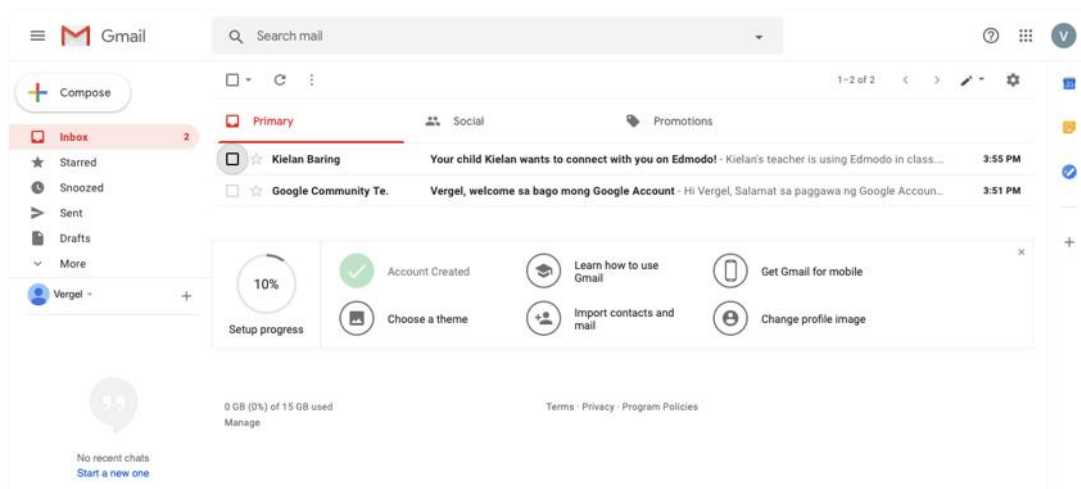 Gmail
Search mail
V
Compose
1–2 of 2
31
Primary
Social
Promotions
Inbox 2
Starred
Snoozed
Sent
Drafts
More
Kielan Baring Your child Kielan wants to connect with you on Edmodo! - Kielan's teacher is using Edmodo in class... 3:55 PM
Google Community Te. Vergel, welcome sa bago mong Google Account - Hi Vergel, Salamat sa paggawa ng Google Accoun... 3:51 PM
Vergel
10%
Setup progress
Account Created
Learn how to use
Gmail
Get Gmail for mobile
Choose a theme
Import contacts and
mail
Change profile image
0 GB (0%) of 15 GB used
Manage
Terms · Privacy · Program Policies
No recent chats
Start a new one